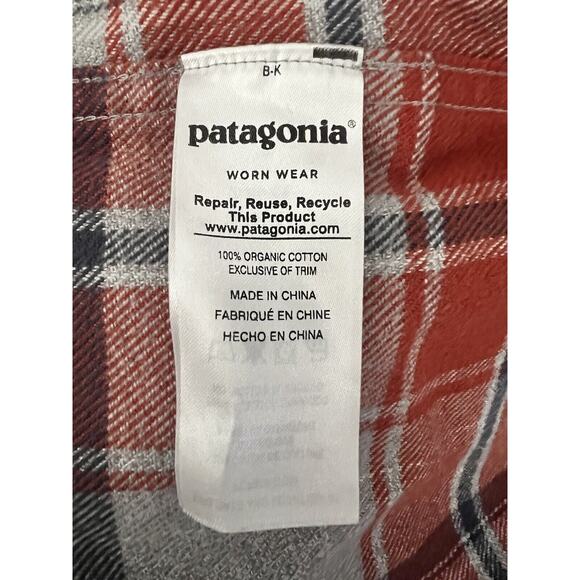 B-K
patagonia®
WORN WEAR
Repair, Reuse, Recycle
This Product
www.patagonia.com
100% ORGANIC COTTON
EXCLUSIVE OF TRIM
MADE IN CHINA
FABRIQUÉ EN CHINE
HECHO EN CHINA